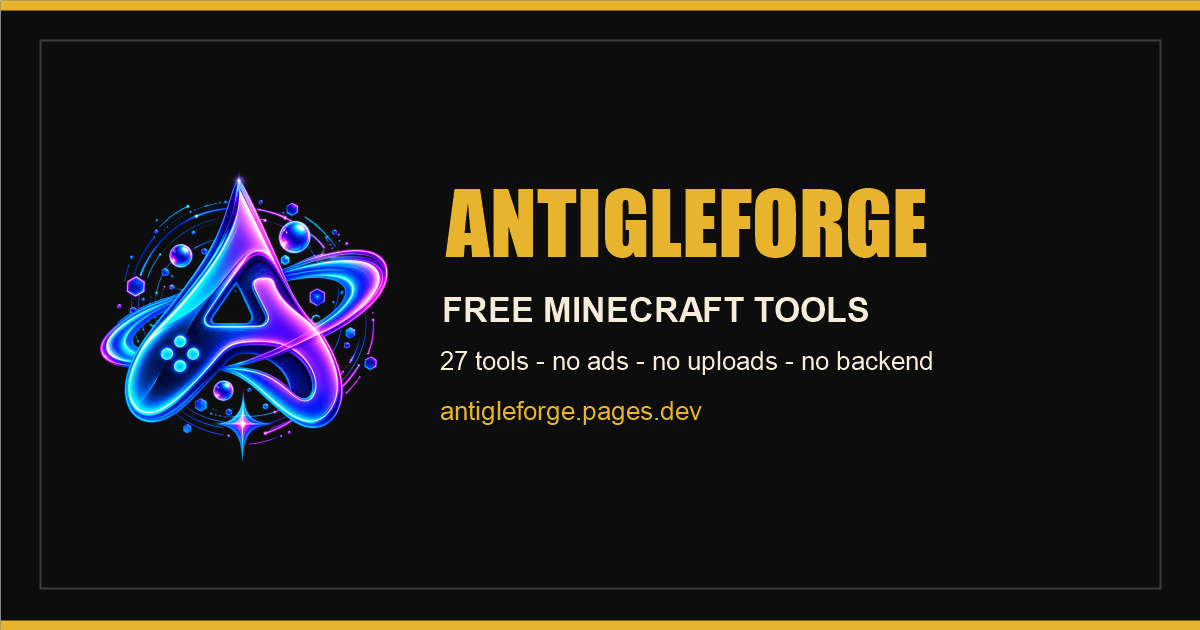 ANTIGLEFORGE
FREE MINECRAFT TOOLS
27 tools - no ads - no uploads - no backend
antigleforge.pages.dev